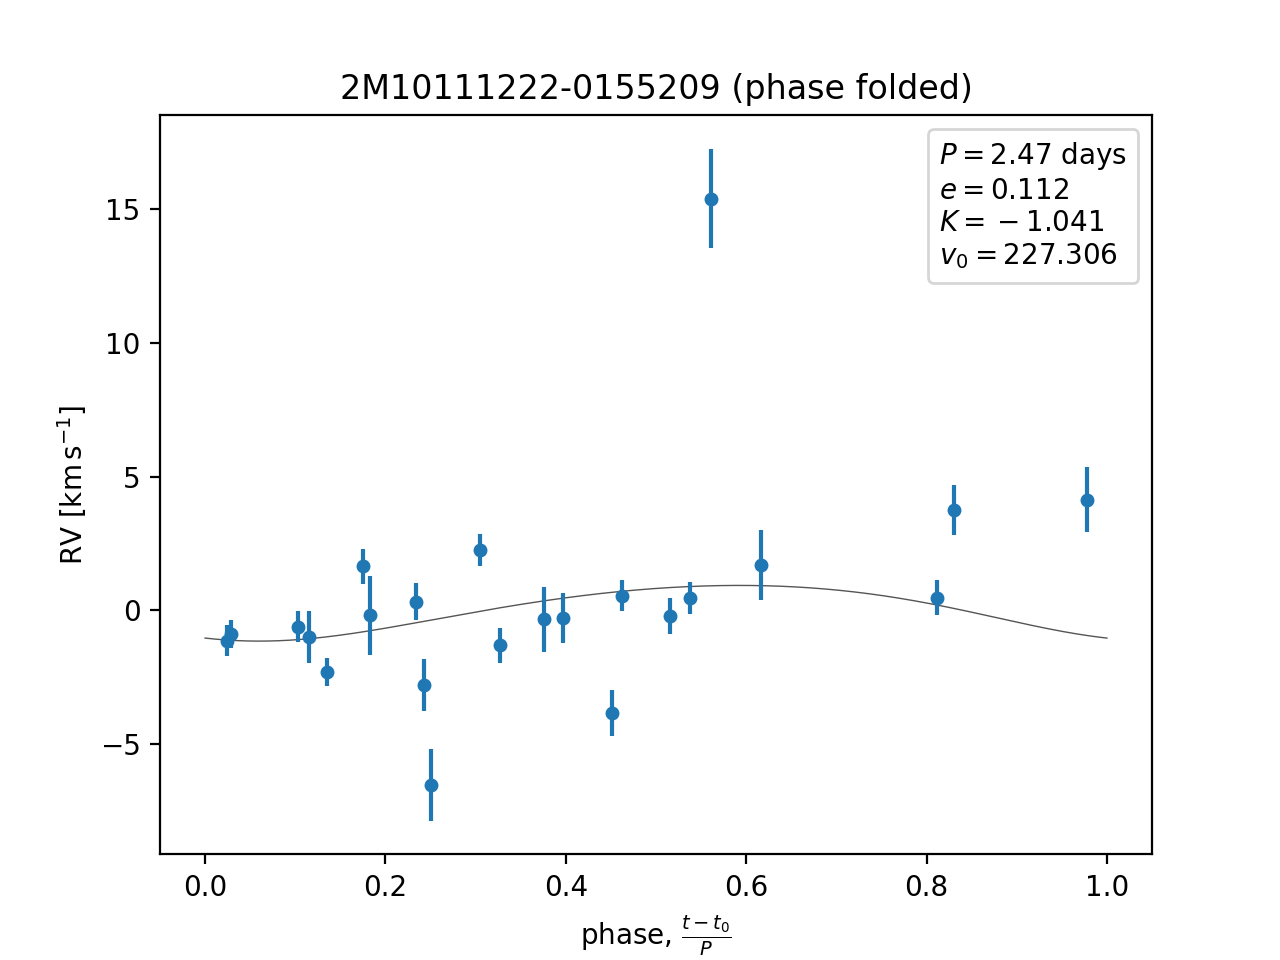 2M10111222-0155209 (phase folded)
P = 2.47 days
e = 0.112
K = −1.041
v₀ = 227.306
15
10
5
0
−5
RV [km s⁻¹]
0.0 0.2 0.4 0.6 0.8 1.0
phase, (t − t₀)/P